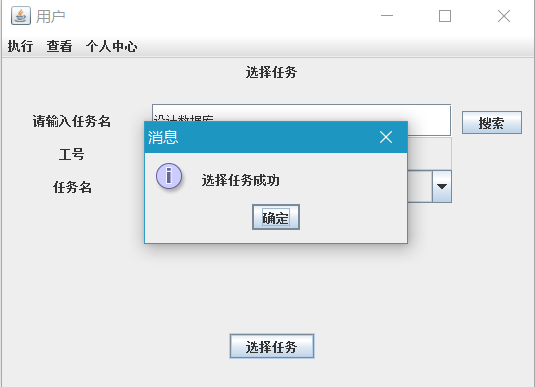 用户
执行 查看 个人中心
选择任务
请输入任务名 设计数据库 搜索
消息
工号
选择任务成功
任务名
确定
选择任务